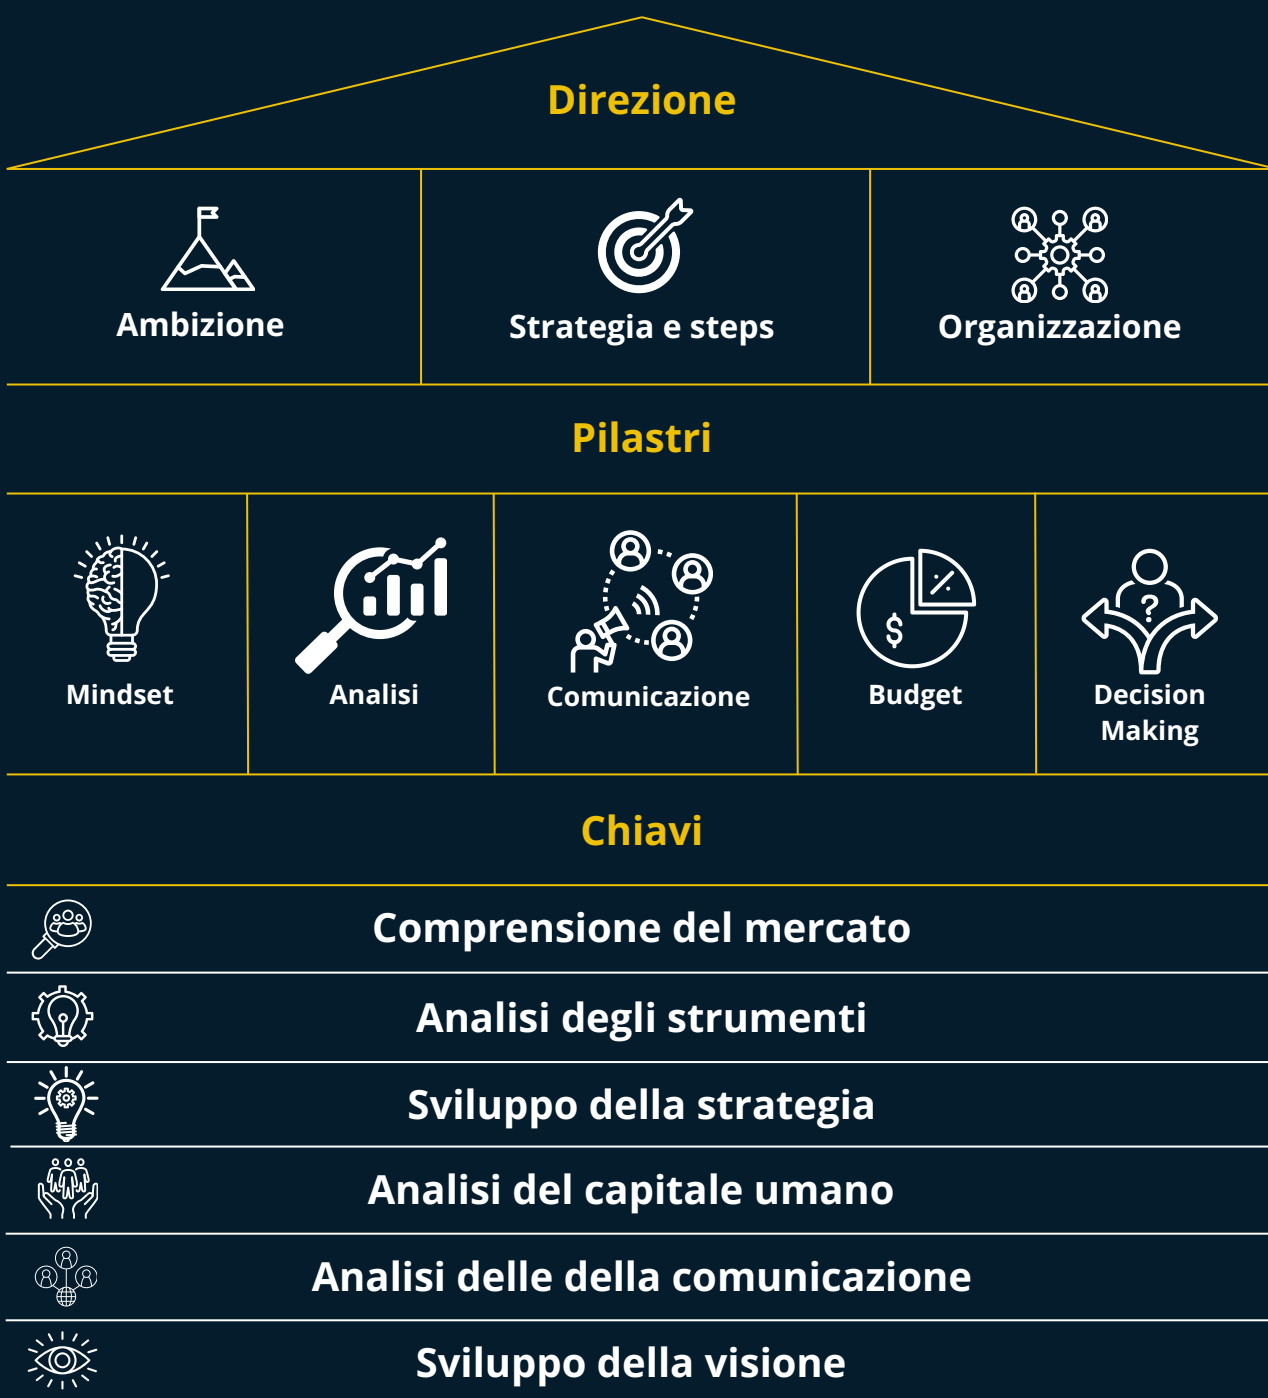 Direzione
Ambizione
Strategia e steps
Organizzazione
Pilastri
Mindset
Analisi
Comunicazione
Budget
Decision
Making
Chiavi
Comprensione del mercato
Analisi degli strumenti
Sviluppo della strategia
Analisi del capitale umano
Analisi delle della comunicazione
Sviluppo della visione